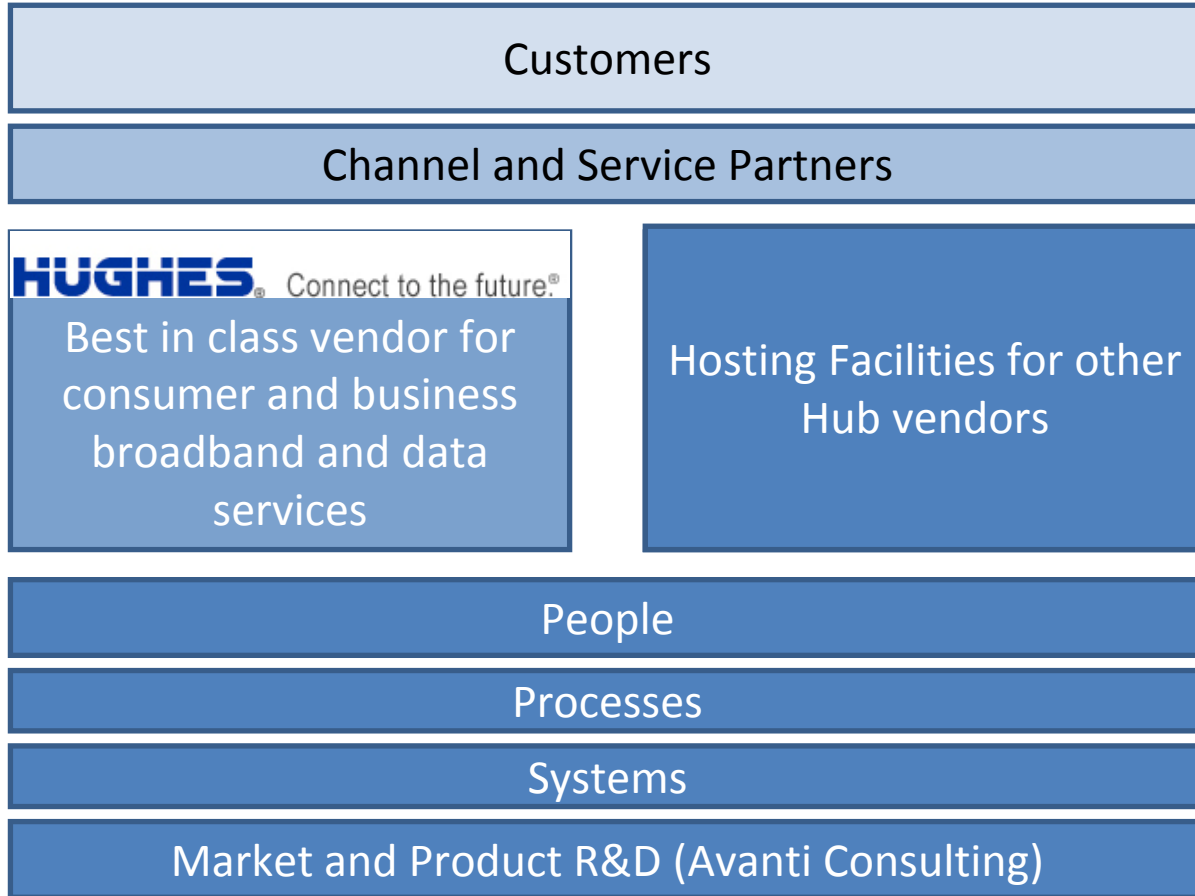 Customers
Channel and Service Partners
HUGHES® Connect to the future.®
Best in class vendor for
consumer and business
broadband and data
services
Hosting Facilities for other
Hub vendors
People
Processes
Systems
Market and Product R&D (Avanti Consulting)